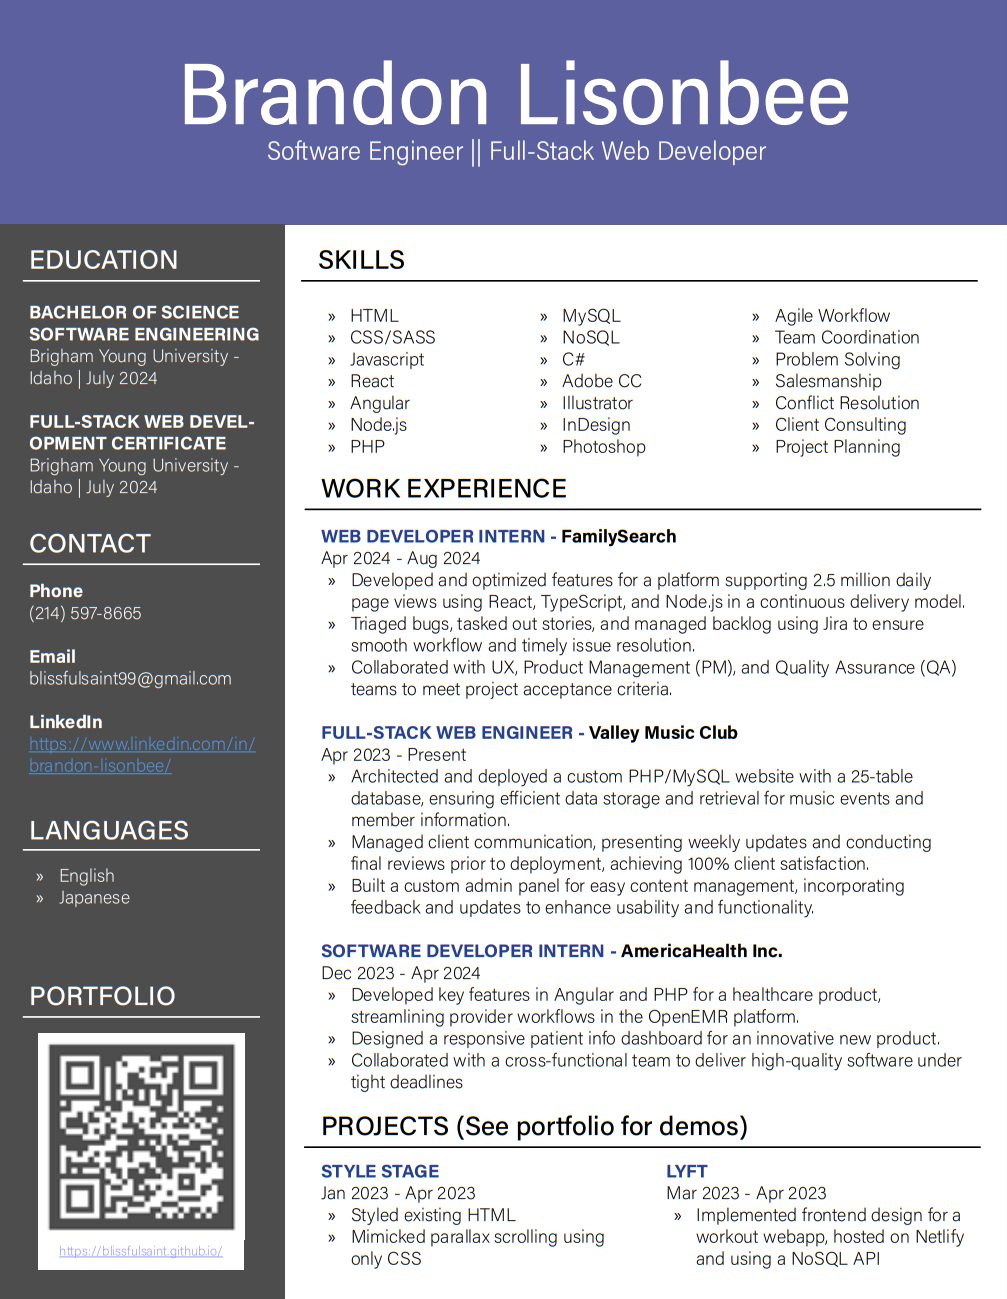 Brandon Lisonbee
Software Engineer || Full-Stack Web Developer
EDUCATION
BACHELOR OF SCIENCE
SOFTWARE ENGINEERING
Brigham Young University -
Idaho | July 2024
FULL-STACK WEB DEVEL-
OPMENT CERTIFICATE
Brigham Young University -
Idaho | July 2024
CONTACT
Phone
(214) 597-8665
Email
blissfulsaint99@gmail.com
LinkedIn
https://www.linkedin.com/in/
brandon-lisonbee/
LANGUAGES
» English
» Japanese
PORTFOLIO
https://blissfulsaint.github.io/
SKILLS
» HTML
» CSS/SASS
» Javascript
» React
» Angular
» Node.js
» PHP
» MySQL
» NoSQL
» C#
» Adobe CC
» Illustrator
» InDesign
» Photoshop
» Agile Workflow
» Team Coordination
» Problem Solving
» Salesmanship
» Conflict Resolution
» Client Consulting
» Project Planning
WORK EXPERIENCE
WEB DEVELOPER INTERN - FamilySearch
Apr 2024 - Aug 2024
» Developed and optimized features for a platform supporting 2.5 million daily
page views using React, TypeScript, and Node.js in a continuous delivery model.
» Triaged bugs, tasked out stories, and managed backlog using Jira to ensure
smooth workflow and timely issue resolution.
» Collaborated with UX, Product Management (PM), and Quality Assurance (QA)
teams to meet project acceptance criteria.
FULL-STACK WEB ENGINEER - Valley Music Club
Apr 2023 - Present
» Architected and deployed a custom PHP/MySQL website with a 25-table
database, ensuring efficient data storage and retrieval for music events and
member information.
» Managed client communication, presenting weekly updates and conducting
final reviews prior to deployment, achieving 100% client satisfaction.
» Built a custom admin panel for easy content management, incorporating
feedback and updates to enhance usability and functionality.
SOFTWARE DEVELOPER INTERN - AmericaHealth Inc.
Dec 2023 - Apr 2024
» Developed key features in Angular and PHP for a healthcare product,
streamlining provider workflows in the OpenEMR platform.
» Designed a responsive patient info dashboard for an innovative new product.
» Collaborated with a cross-functional team to deliver high-quality software under
tight deadlines
PROJECTS (See portfolio for demos)
STYLE STAGE
Jan 2023 - Apr 2023
» Styled existing HTML
» Mimicked parallax scrolling using
only CSS
LYFT
Mar 2023 - Apr 2023
» Implemented frontend design for a
workout webapp, hosted on Netlify
and using a NoSQL API